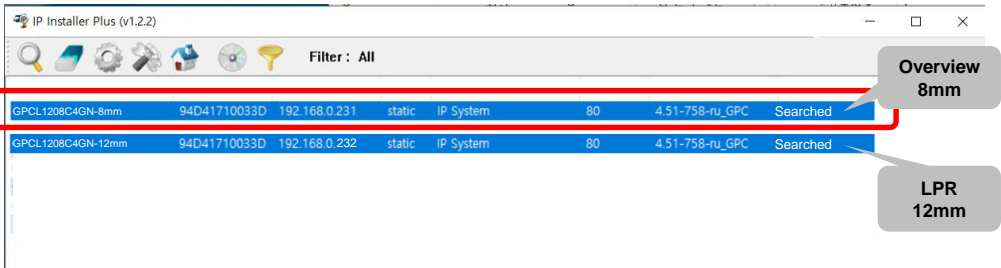 IP Installer Plus (v1.2.2)
Filter : All
Overview
8mm
GPCL1208C4GN-8mm 94D41710033D 192.168.0.231 static IP System 80 4.51-758-ru_GPC Searched
GPCL1208C4GN-12mm 94D41710033D 192.168.0.232 static IP System 80 4.51-758-ru_GPC Searched
LPR
12mm